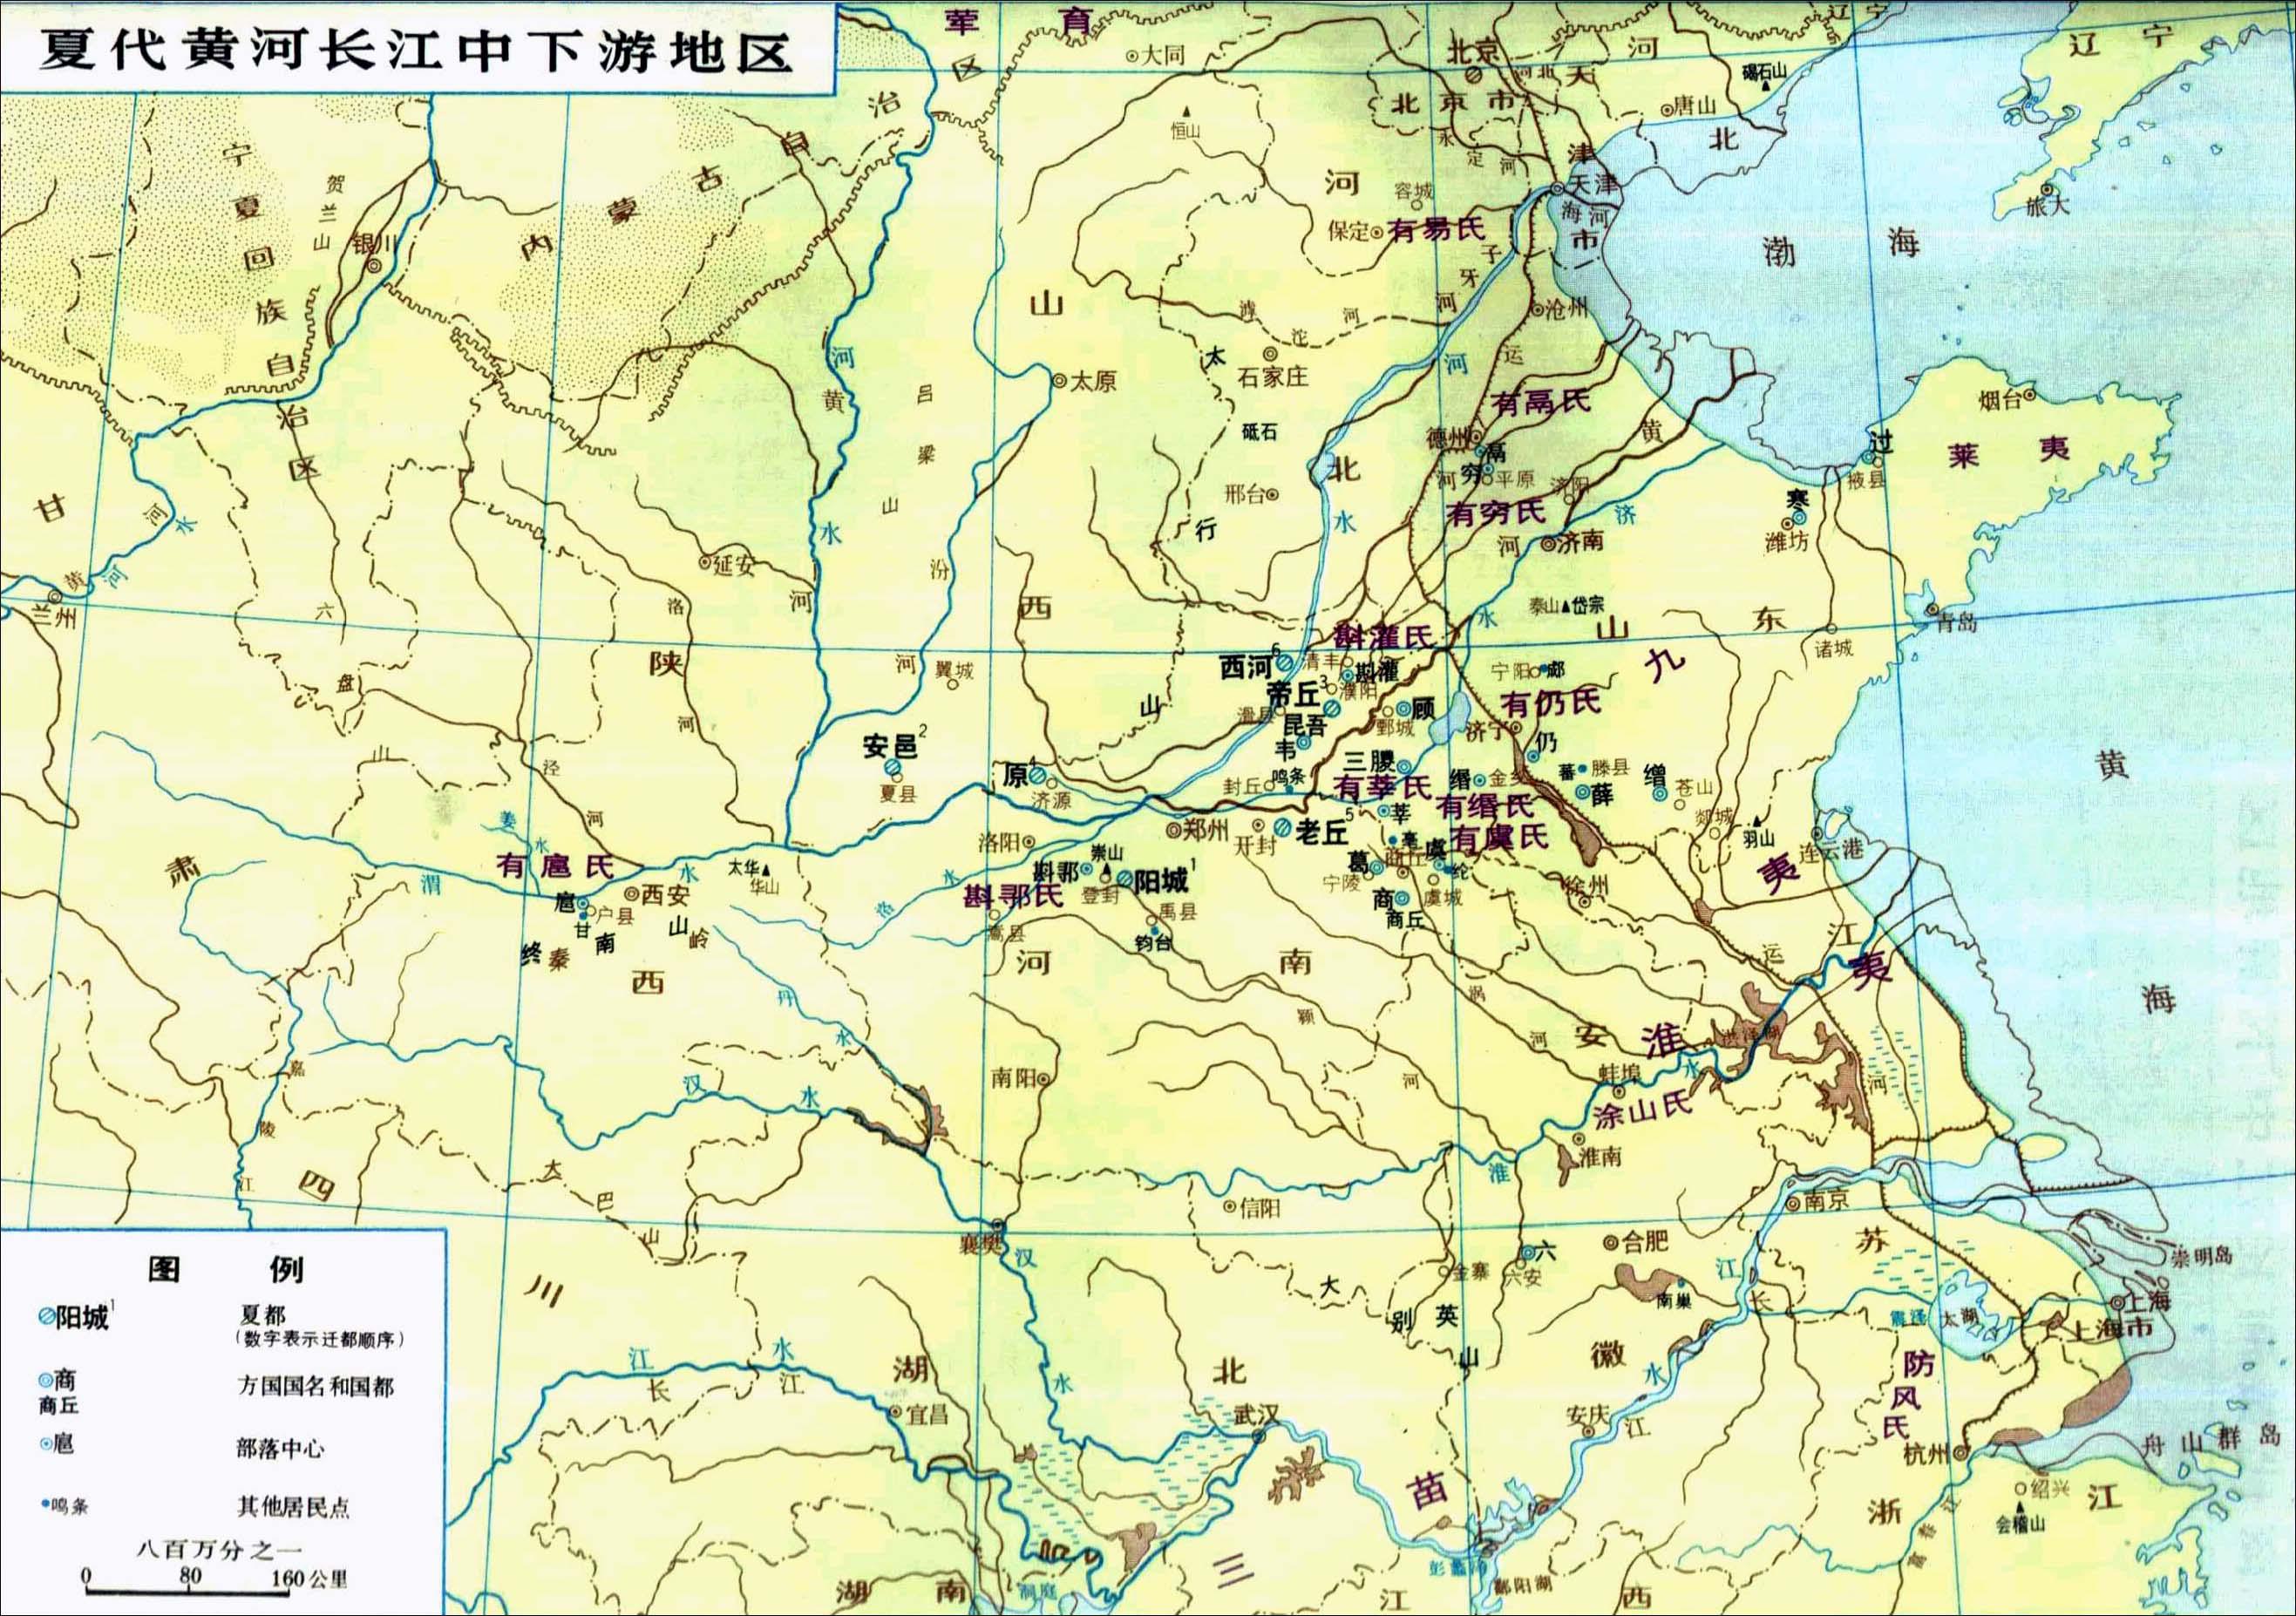 夏代黄河长江中下游地区
荤育
大同
恒山
北京
北京市
河北
天津市
天津
海河
永定河
碣石山
唐山
辽宁
旅大
渤海
宁夏回族自治区
贺兰山
银川
内蒙古自治区
河北
容城
保定
有易氏
子牙河
沧州
滹沱河
石家庄
太行山
砥石
邢台
山西
太原
吕梁山
汾河
河水
黄河
运河
有鬲氏
德州
鬲
穷
平原
济阳
有穷氏
济南
济水
黄河
过
掖县
烟台
莱夷
寒
潍坊
青岛
诸城
泰山
岱宗
山东
九夷
甘肃
兰州
黄河
河水
六盘山
延安
洛河
陕西
泾河
翼城
安邑2
夏县
原4
济源
斟灌氏
西河6
清丰
斟灌
帝丘3
濮阳
滑县
昆吾
韦
鄄城
顾
宁阳
郕
有仍氏
济宁
仍
三朡
有莘氏
封丘
鸣条
缗
金乡
有缗氏
莘
有虞氏
蕃
滕县
薛
缯
苍山
郯城
羽山
连云港
老丘5
开封
郑州
洛阳
亳
葛
商丘
虞
纶
虞城
宁陵
商
商丘
徐州
姜水
有扈氏
渭水
扈
户县
甘
西安
太华
华山
终南山
秦岭
斟鄩氏
斟鄩
崇山
登封
阳城1
洛水
嵩县
禹县
钧台
河南
丹水
汉水
嘉陵江
南阳
颍河
涡河
安徽
淮夷
洪泽湖
淮水
蚌埠
涂山氏
淮南
江苏
运河
黄海
四川
大巴山
襄樊
汉水
信阳
金寨
六
六安
合肥
南巢
大别山
英
南京
震泽
太湖
崇明岛
上海
上海市
防风氏
杭州
舟山群岛
绍兴
会稽山
浙江
富春江
湖北
宜昌
武汉
江水
长江
安庆
三苗
彭蠡
鄱阳湖
江西
湖南
洞庭
图例
阳城1 夏都
(数字表示迁都顺序)
商 商丘 方国国名和国都
扈 部落中心
鸣条 其他居民点
八百万分之一
0 80 160公里